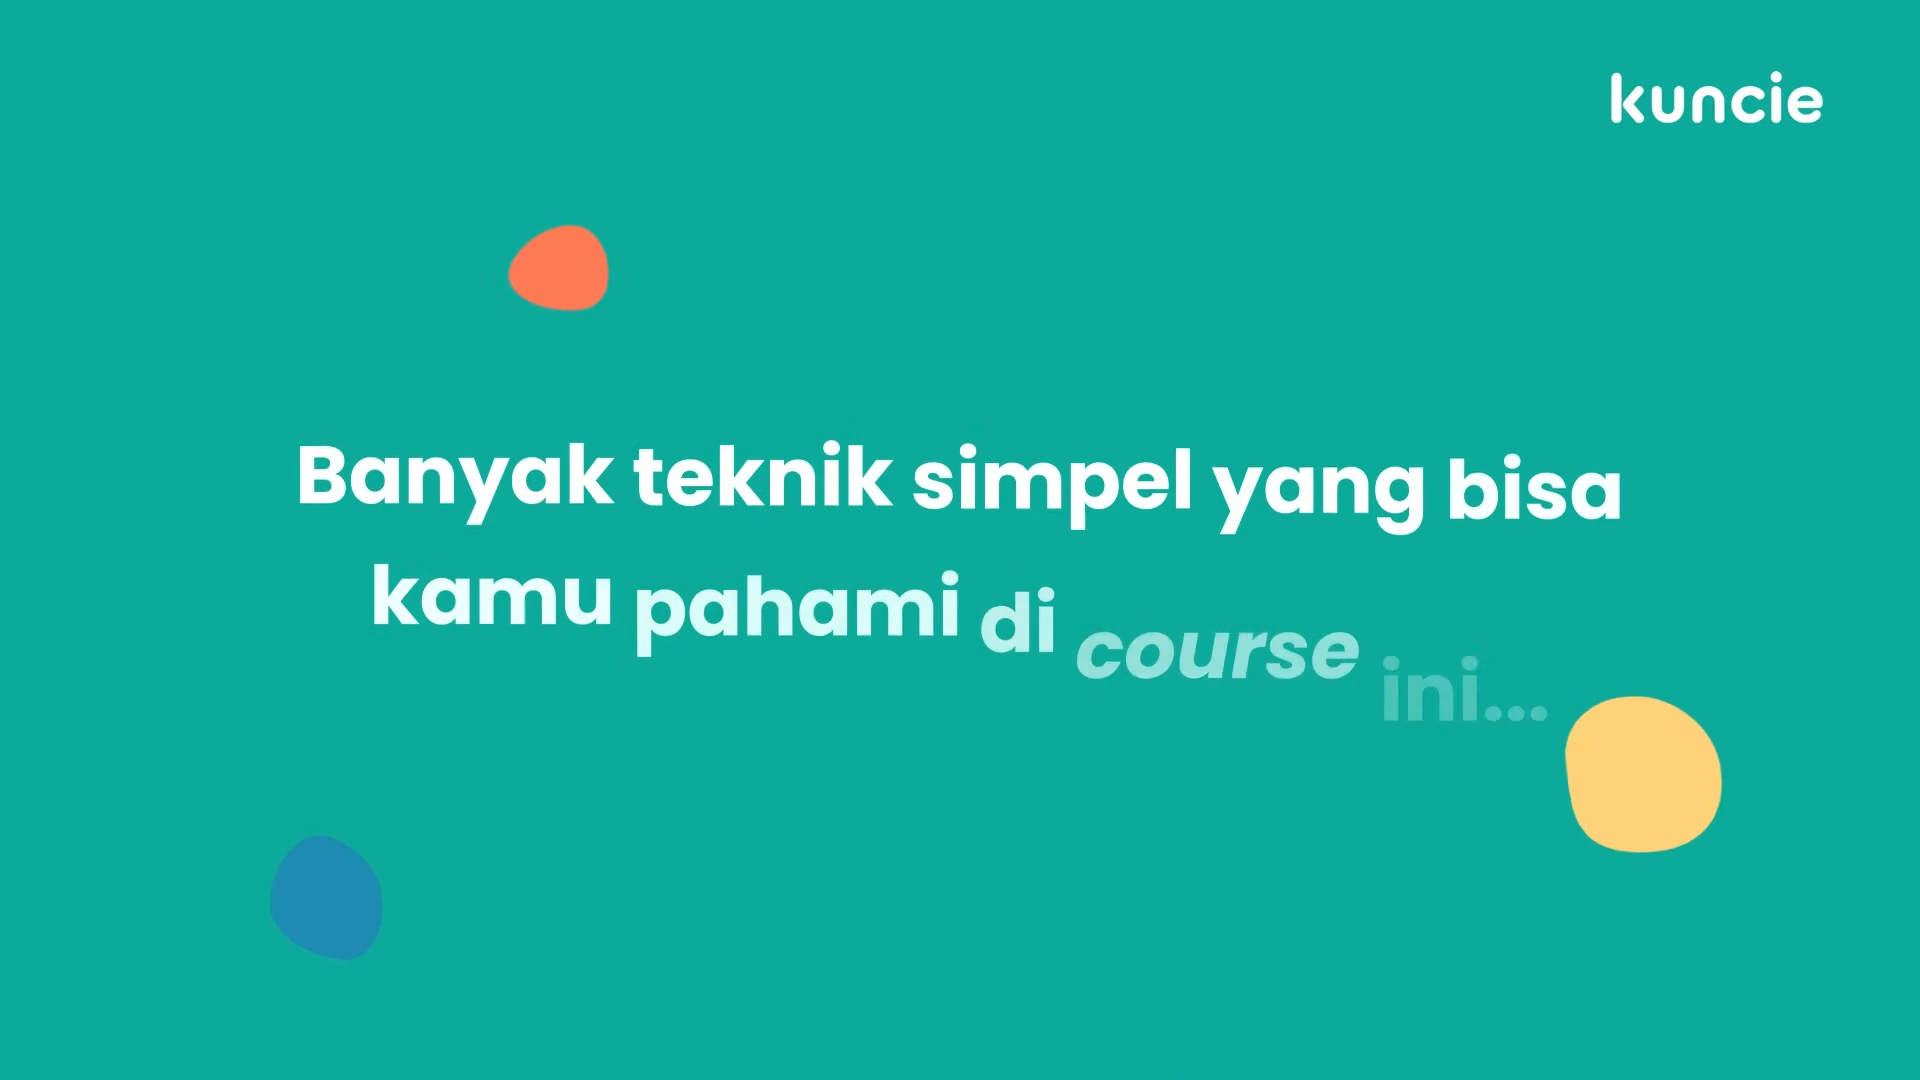 kuncie
Banyak teknik simpel yang bisa
kamu pahami di course ini...